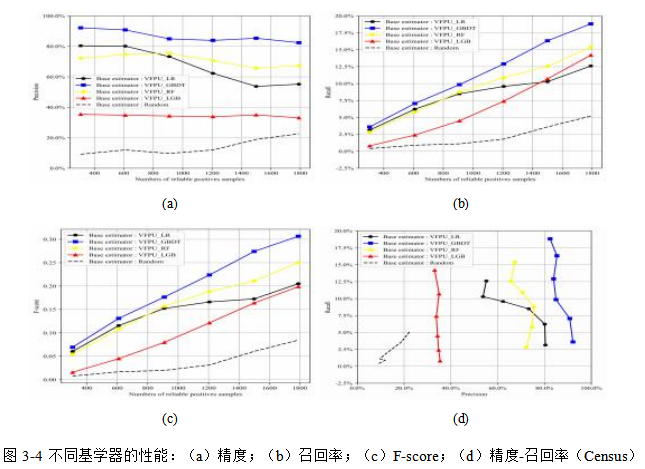 100.0%
80.0%
60.0%
40.0%
20.0%
0.0%
Precision
Base estimator : VFPU_LR
Base estimator : VFPU_GBDT
Base estimator : VFPU_RF
Base estimator : VFPU_LGB
Base estimator : Random
400 600 800 1000 1200 1400 1600 1800
Numbers of reliable positives samples
(a)
20.0%
17.5%
15.0%
12.5%
10.0%
7.5%
5.0%
2.5%
0.0%
-2.5%
Recall
Base estimator : VFPU_LR
Base estimator : VFPU_GBDT
Base estimator : VFPU_RF
Base estimator : VFPU_LGB
Base estimator : Random
400 600 800 1000 1200 1400 1600 1800
Numbers of reliable positives samples
(b)
0.30
0.25
0.20
0.15
0.10
0.05
0.00
F-score
Base estimator : VFPU_LR
Base estimator : VFPU_GBDT
Base estimator : VFPU_RF
Base estimator : VFPU_LGB
Base estimator : Random
400 600 800 1000 1200 1400 1600 1800
Numbers of reliable positives samples
(c)
20.0%
17.5%
15.0%
12.5%
10.0%
5.0%
0.0%
-2.5%
Recall
Base estimator : VFPU_LR
Base estimator : VFPU_GBDT
Base estimator : VFPU_RF
Base estimator : VFPU_LGB
Base estimator : Random
0.0% 20.0% 40.0% 60.0% 80.0% 100.0%
Precision
(d)
图 3-4 不同基学器的性能：（a）精度；（b）召回率；（c）F-score；（d）精度-召回率（Census）